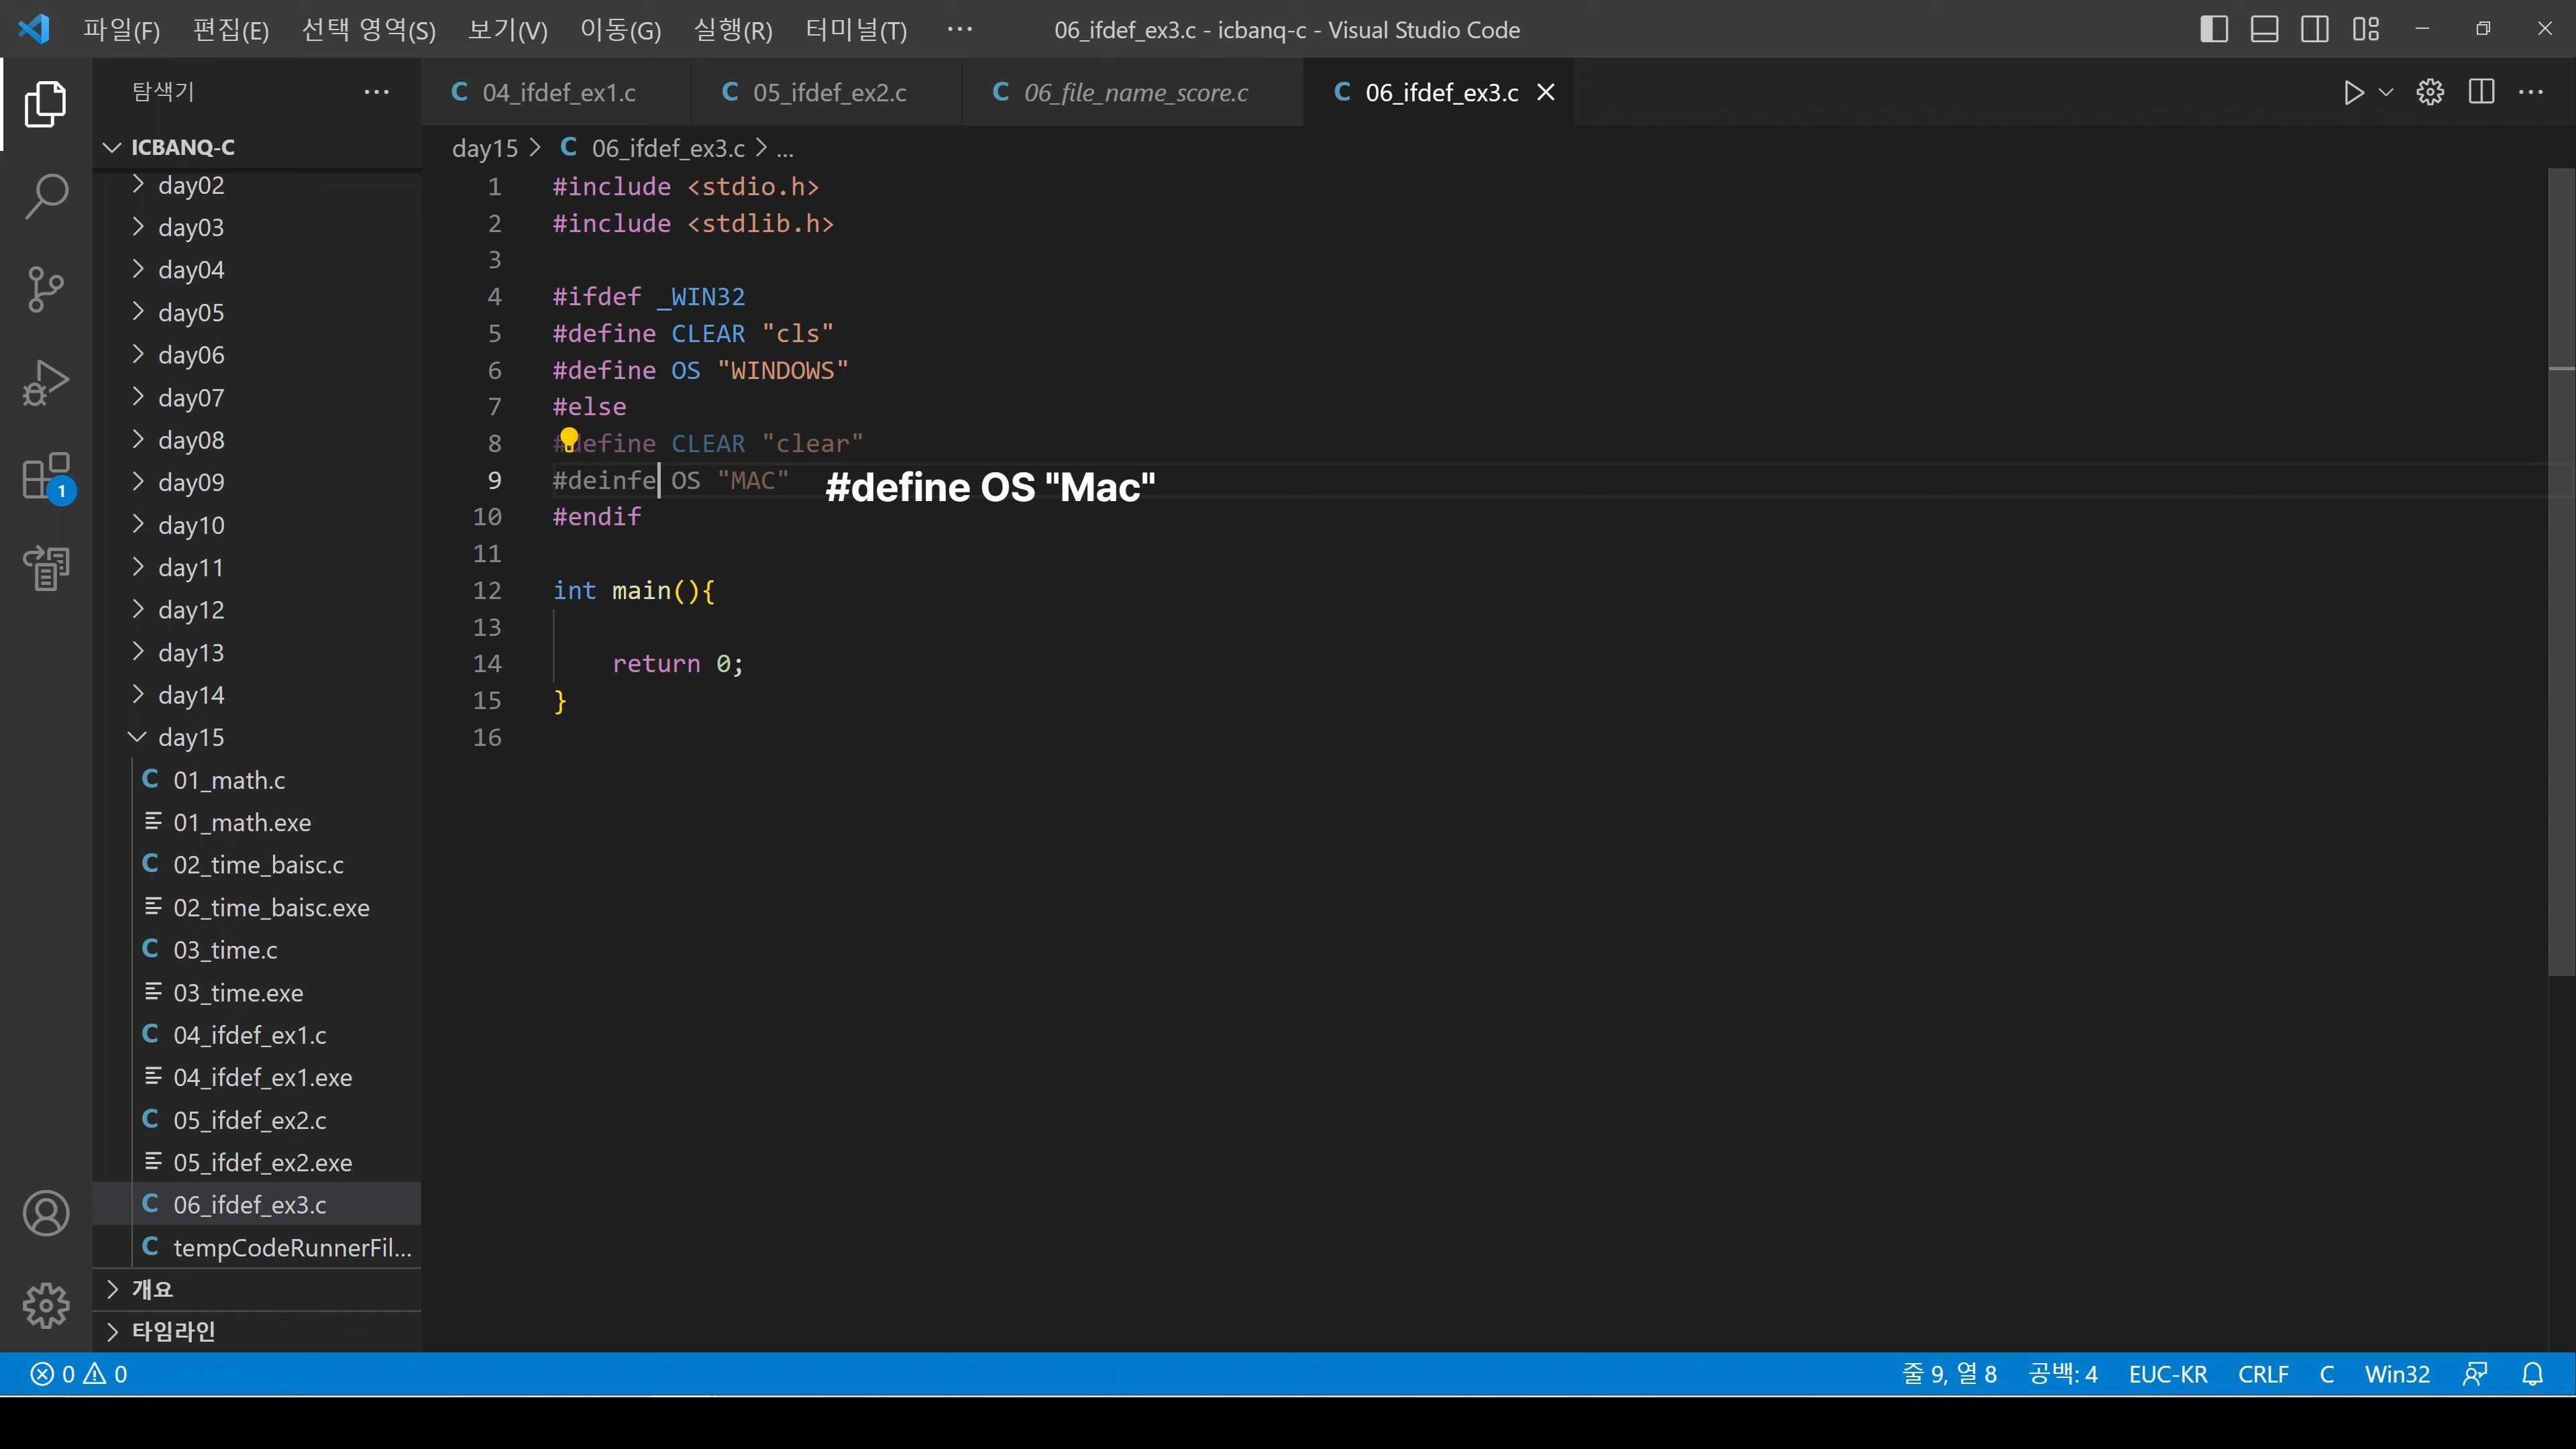 파일(F) 편집(E) 선택 영역(S) 보기(V) 이동(G) 실행(R) 터미널(T) ··· 06_ifdef_ex3.c - icbanq-c - Visual Studio Code
탐색기 ···
04_ifdef_ex1.c 05_ifdef_ex2.c 06_file_name_score.c 06_ifdef_ex3.c
ICBANQ-C
day02
day03
day04
day05
day06
day07
day08
day09
day10
day11
day12
day13
day14
day15
C 01_math.c
01_math.exe
C 02_time_baisc.c
02_time_baisc.exe
C 03_time.c
03_time.exe
C 04_ifdef_ex1.c
04_ifdef_ex1.exe
C 05_ifdef_ex2.c
05_ifdef_ex2.exe
C 06_ifdef_ex3.c
C tempCodeRunnerFil...
개요
타임라인
1
day15 > C 06_ifdef_ex3.c > ...
1 #include <stdio.h>
2 #include <stdlib.h>
3
4 #ifdef _WIN32
5 #define CLEAR "cls"
6 #define OS "WINDOWS"
7 #else
8 #define CLEAR "clear"
9 #deinfe OS "MAC" #define OS "Mac"
10 #endif
11
12 int main(){
13
14 return 0;
15 }
16
0 0 줄 9, 열 8 공백: 4 EUC-KR CRLF C Win32